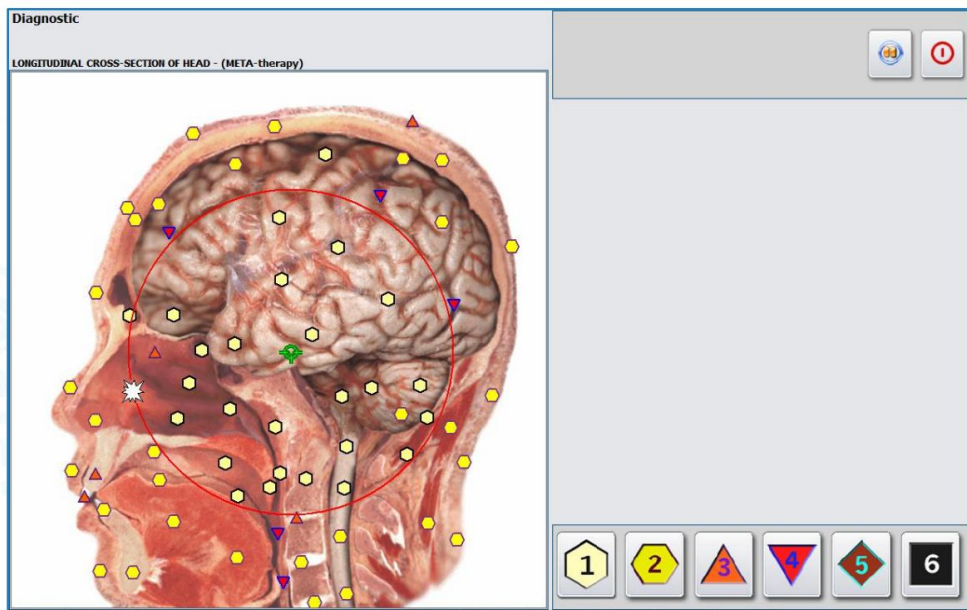 Diagnostic
LONGITUDINAL CROSS-SECTION OF HEAD - (META-therapy)
1 2 3 4 5 6